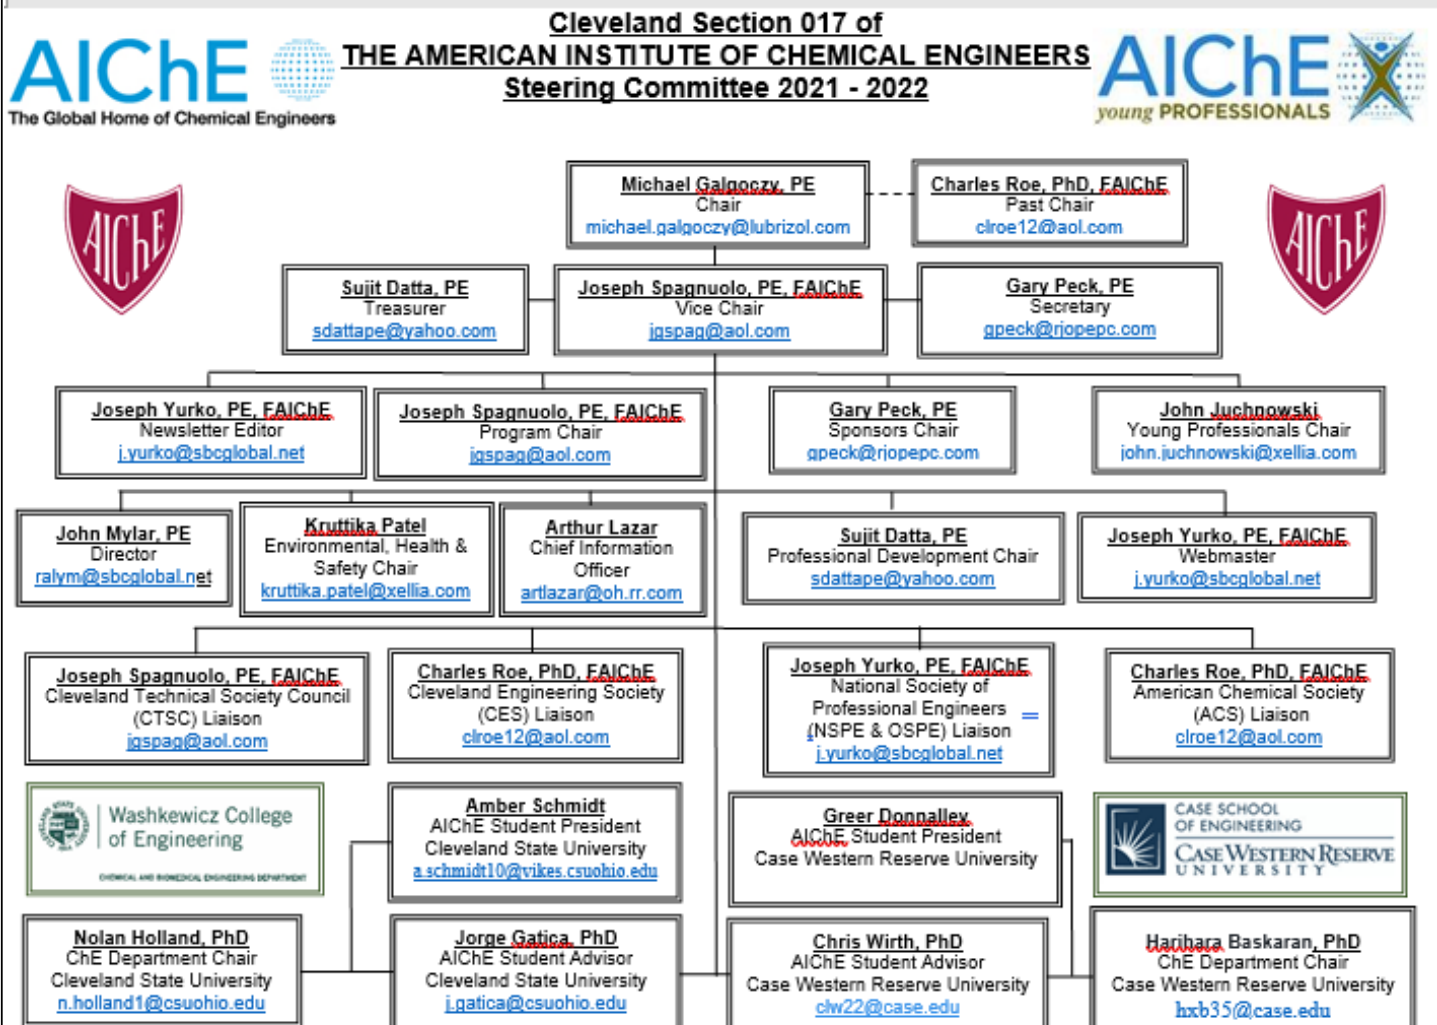 Cleveland Section 017 of
THE AMERICAN INSTITUTE OF CHEMICAL ENGINEERS
Steering Committee 2021 - 2022
AIChE
The Global Home of Chemical Engineers
AIChE
young PROFESSIONALS
AIChE
AIChE
Michael Galgoczy, PE
Chair
michael.galgoczy@lubrizol.com
Charles Roe, PhD, FAIChE
Past Chair
clroe12@aol.com
Sujit Datta, PE
Treasurer
sdattape@yahoo.com
Joseph Spagnuolo, PE, FAIChE
Vice Chair
jgspag@aol.com
Gary Peck, PE
Secretary
gpeck@rjopepc.com
Joseph Yurko, PE, FAIChE
Newsletter Editor
j.yurko@sbcglobal.net
Joseph Spagnuolo, PE, FAIChE
Program Chair
jgspag@aol.com
Gary Peck, PE
Sponsors Chair
gpeck@rjopepc.com
John Juchnowski
Young Professionals Chair
john.juchnowski@xellia.com
John Mylar, PE
Director
ralym@sbcglobal.net
Kruttika Patel
Environmental, Health &
Safety Chair
kruttika.patel@xellia.com
Arthur Lazar
Chief Information
Officer
artlazar@oh.rr.com
Sujit Datta, PE
Professional Development Chair
sdattape@yahoo.com
Joseph Yurko, PE, FAIChE
Webmaster
j.yurko@sbcglobal.net
Joseph Spagnuolo, PE, FAIChE
Cleveland Technical Society Council
(CTSC) Liaison
jgspag@aol.com
Charles Roe, PhD, FAIChE
Cleveland Engineering Society
(CES) Liaison
clroe12@aol.com
Joseph Yurko, PE, FAIChE
National Society of
Professional Engineers
(NSPE & OSPE) Liaison
j.yurko@sbcglobal.net
Charles Roe, PhD, FAIChE
American Chemical Society
(ACS) Liaison
clroe12@aol.com
Washkewicz College
of Engineering
CHEMICAL AND BIOMEDICAL ENGINEERING DEPARTMENT
Amber Schmidt
AIChE Student President
Cleveland State University
a.schmidt10@vikes.csuohio.edu
Greer Donnalley
AIChE Student President
Case Western Reserve University
CASE SCHOOL
OF ENGINEERING
CASE WESTERN RESERVE
UNIVERSITY
Nolan Holland, PhD
ChE Department Chair
Cleveland State University
n.holland1@csuohio.edu
Jorge Gatica, PhD
AIChE Student Advisor
Cleveland State University
j.gatica@csuohio.edu
Chris Wirth, PhD
AIChE Student Advisor
Case Western Reserve University
clw22@case.edu
Harihara Baskaran, PhD
ChE Department Chair
Case Western Reserve University
hxb35@case.edu